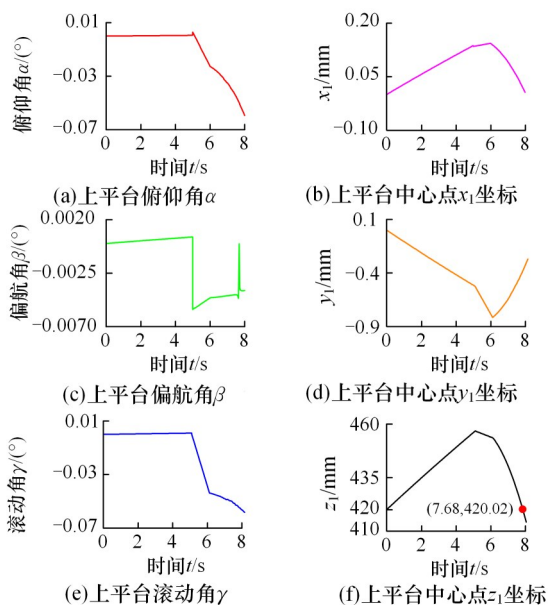 0.01
-0.03
-0.07
俯仰角α/(°)
0 2 4 6 8
时间t/s
(a)上平台俯仰角α
0.20
0.05
-0.10
x₁/mm
0 2 4 6 8
时间t/s
(b)上平台中心点x₁坐标
0.0020
-0.0025
-0.0070
偏航角β/(°)
0 2 4 6 8
时间t/s
(c)上平台偏航角β
0.1
-0.4
-0.9
y₁/mm
0 2 4 6 8
时间t/s
(d)上平台中心点y₁坐标
0.01
-0.03
-0.07
滚动角γ/(°)
0 2 4 6 8
时间t/s
(e)上平台滚动角γ
460
435
420
410
z₁/mm
(7.68,420.02)
0 2 4 6 8
时间t/s
(f)上平台中心点z₁坐标